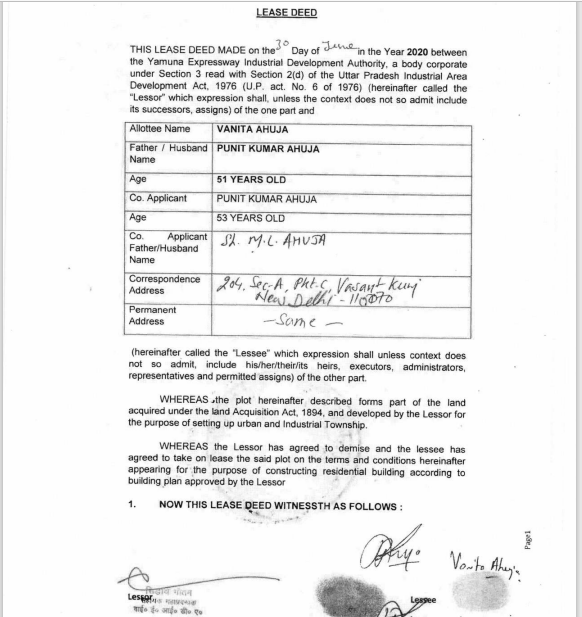 LEASE DEED
THIS LEASE DEED MADE on the 30 Day of June in the Year 2020 between
the Yamuna Expressway Industrial Development Authority, a body corporate
under Section 3 read with Section 2(d) of the Uttar Pradesh Industrial Area
Development Act, 1976 (U.P. act. No. 6 of 1976) (hereinafter called the
"Lessor" which expression shall, unless the context does not so admit include
its successors, assigns) of the one part and
Allottee Name VANITA AHUJA
Father / Husband PUNIT KUMAR AHUJA
Name
Age 51 YEARS OLD
Co. Applicant PUNIT KUMAR AHUJA
Age 53 YEARS OLD
Co. Applicant Sh. M.L. AHUJA
Father/Husband
Name
Correspondence 204, Sec-A, Pkt-C, Vasant Kunj
Address New Delhi - 110070
Permanent - Same -
Address
(hereinafter called the "Lessee" which expression shall unless context does
not so admit, include his/her/their/its heirs, executors, administrators,
representatives and permitted assigns) of the other part.
WHEREAS the plot hereinafter described forms part of the land
acquired under the land Acquisition Act, 1894, and developed by the Lessor for
the purpose of setting up urban and Industrial Township.
WHEREAS the Lessor has agreed to demise and the lessee has
agreed to take on lease the said plot on the terms and conditions hereinafter
appearing for the purpose of constructing residential building according to
building plan approved by the Lessor
1. NOW THIS LEASE DEED WITNESSTH AS FOLLOWS :
Page1
Vanita Ahuja
Lessor
Lessee
वाई० ई० आई० डी० ए०